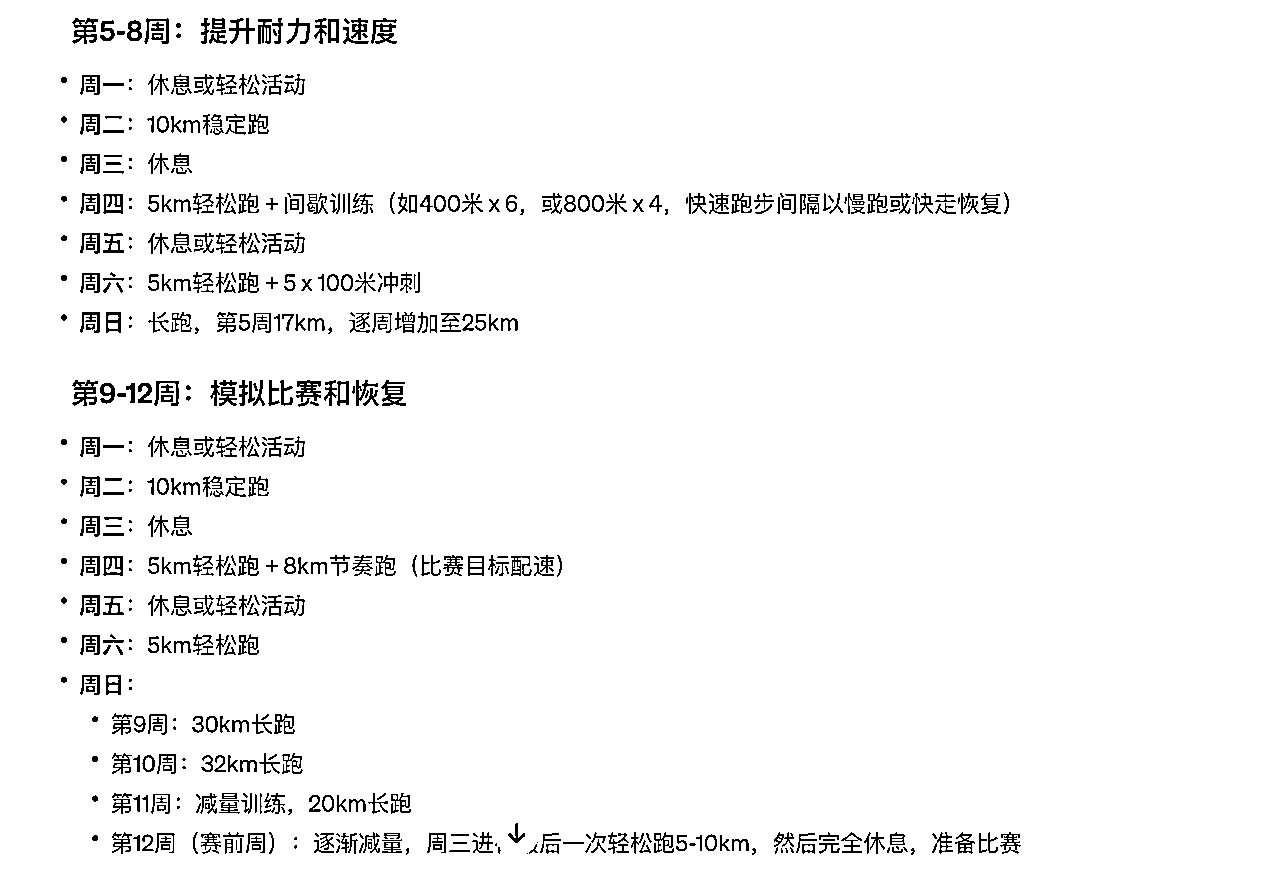 第5-8周：提升耐力和速度
• 周一：休息或轻松活动
• 周二：10km稳定跑
• 周三：休息
• 周四：5km轻松跑 + 间歇训练（如400米 x 6，或800米 x 4，快速跑步间隔以慢跑或快走恢复）
• 周五：休息或轻松活动
• 周六：5km轻松跑 + 5 x 100米冲刺
• 周日：长跑，第5周17km，逐周增加至25km
第9-12周：模拟比赛和恢复
• 周一：休息或轻松活动
• 周二：10km稳定跑
• 周三：休息
• 周四：5km轻松跑 + 8km节奏跑（比赛目标配速）
• 周五：休息或轻松活动
• 周六：5km轻松跑
• 周日：
• 第9周：30km长跑
• 第10周：32km长跑
• 第11周：减量训练，20km长跑
• 第12周（赛前周）：逐渐减量，周三进 后一次轻松跑5-10km，然后完全休息，准备比赛